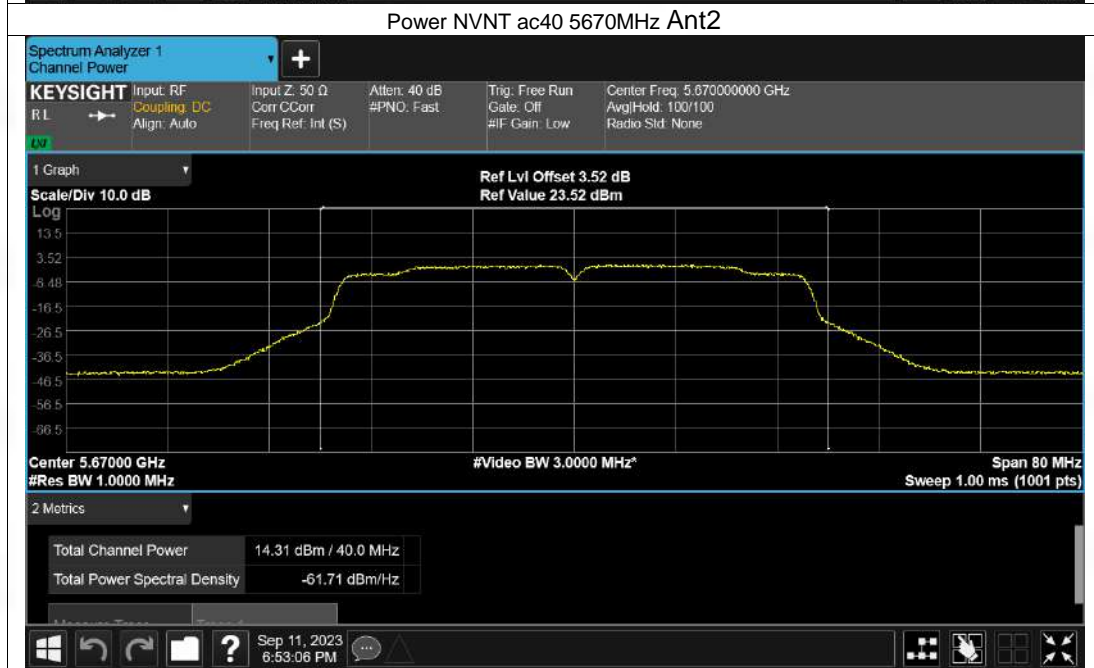 Power NVNT ac40 5670MHz Ant2
Spectrum Analyzer 1
Channel Power
+
KEYSIGHT
RL
LXI
Input: RF
Coupling: DC
Align: Auto
Input Z: 50 Ω
Corr CCorr
Freq Ref: Int (S)
Atten: 40 dB
#PNO: Fast
Trig: Free Run
Gate: Off
#IF Gain: Low
Center Freq: 5.670000000 GHz
Avg|Hold: 100/100
Radio Std: None
1 Graph
Scale/Div 10.0 dB
Ref Lvl Offset 3.52 dB
Ref Value 23.52 dBm
Log
13.5
3.52
-6.48
-16.5
-26.5
-36.5
-46.5
-56.5
-66.5
Center 5.67000 GHz
#Res BW 1.0000 MHz
#Video BW 3.0000 MHz*
Span 80 MHz
Sweep 1.00 ms (1001 pts)
2 Metrics
Total Channel Power 14.31 dBm / 40.0 MHz
Total Power Spectral Density -61.71 dBm/Hz
?
Sep 11, 2023
6:53:06 PM